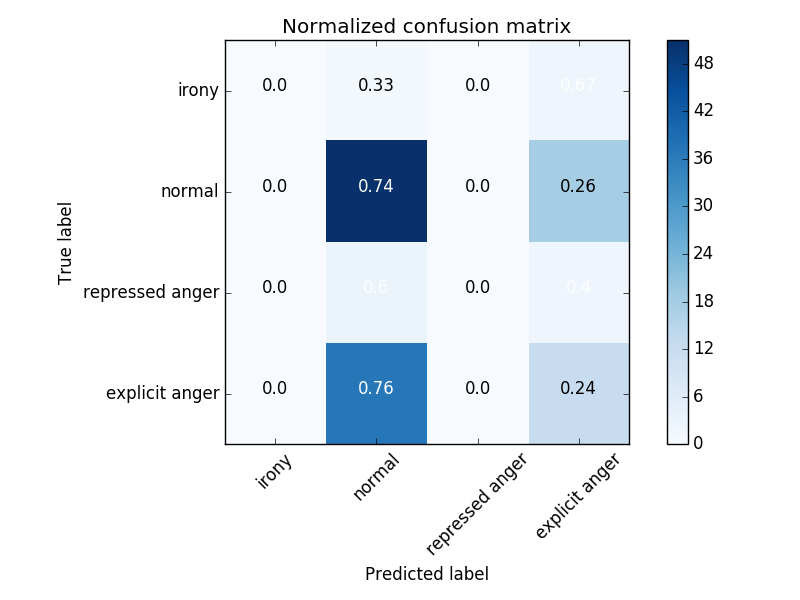 Normalized confusion matrix
True label
irony 0.0 0.33 0.0 0.67
normal 0.0 0.74 0.0 0.26
repressed anger 0.0 0.6 0.0 0.4
explicit anger 0.0 0.76 0.0 0.24
irony normal repressed anger explicit anger
Predicted label
48
42
36
30
24
18
12
6
0